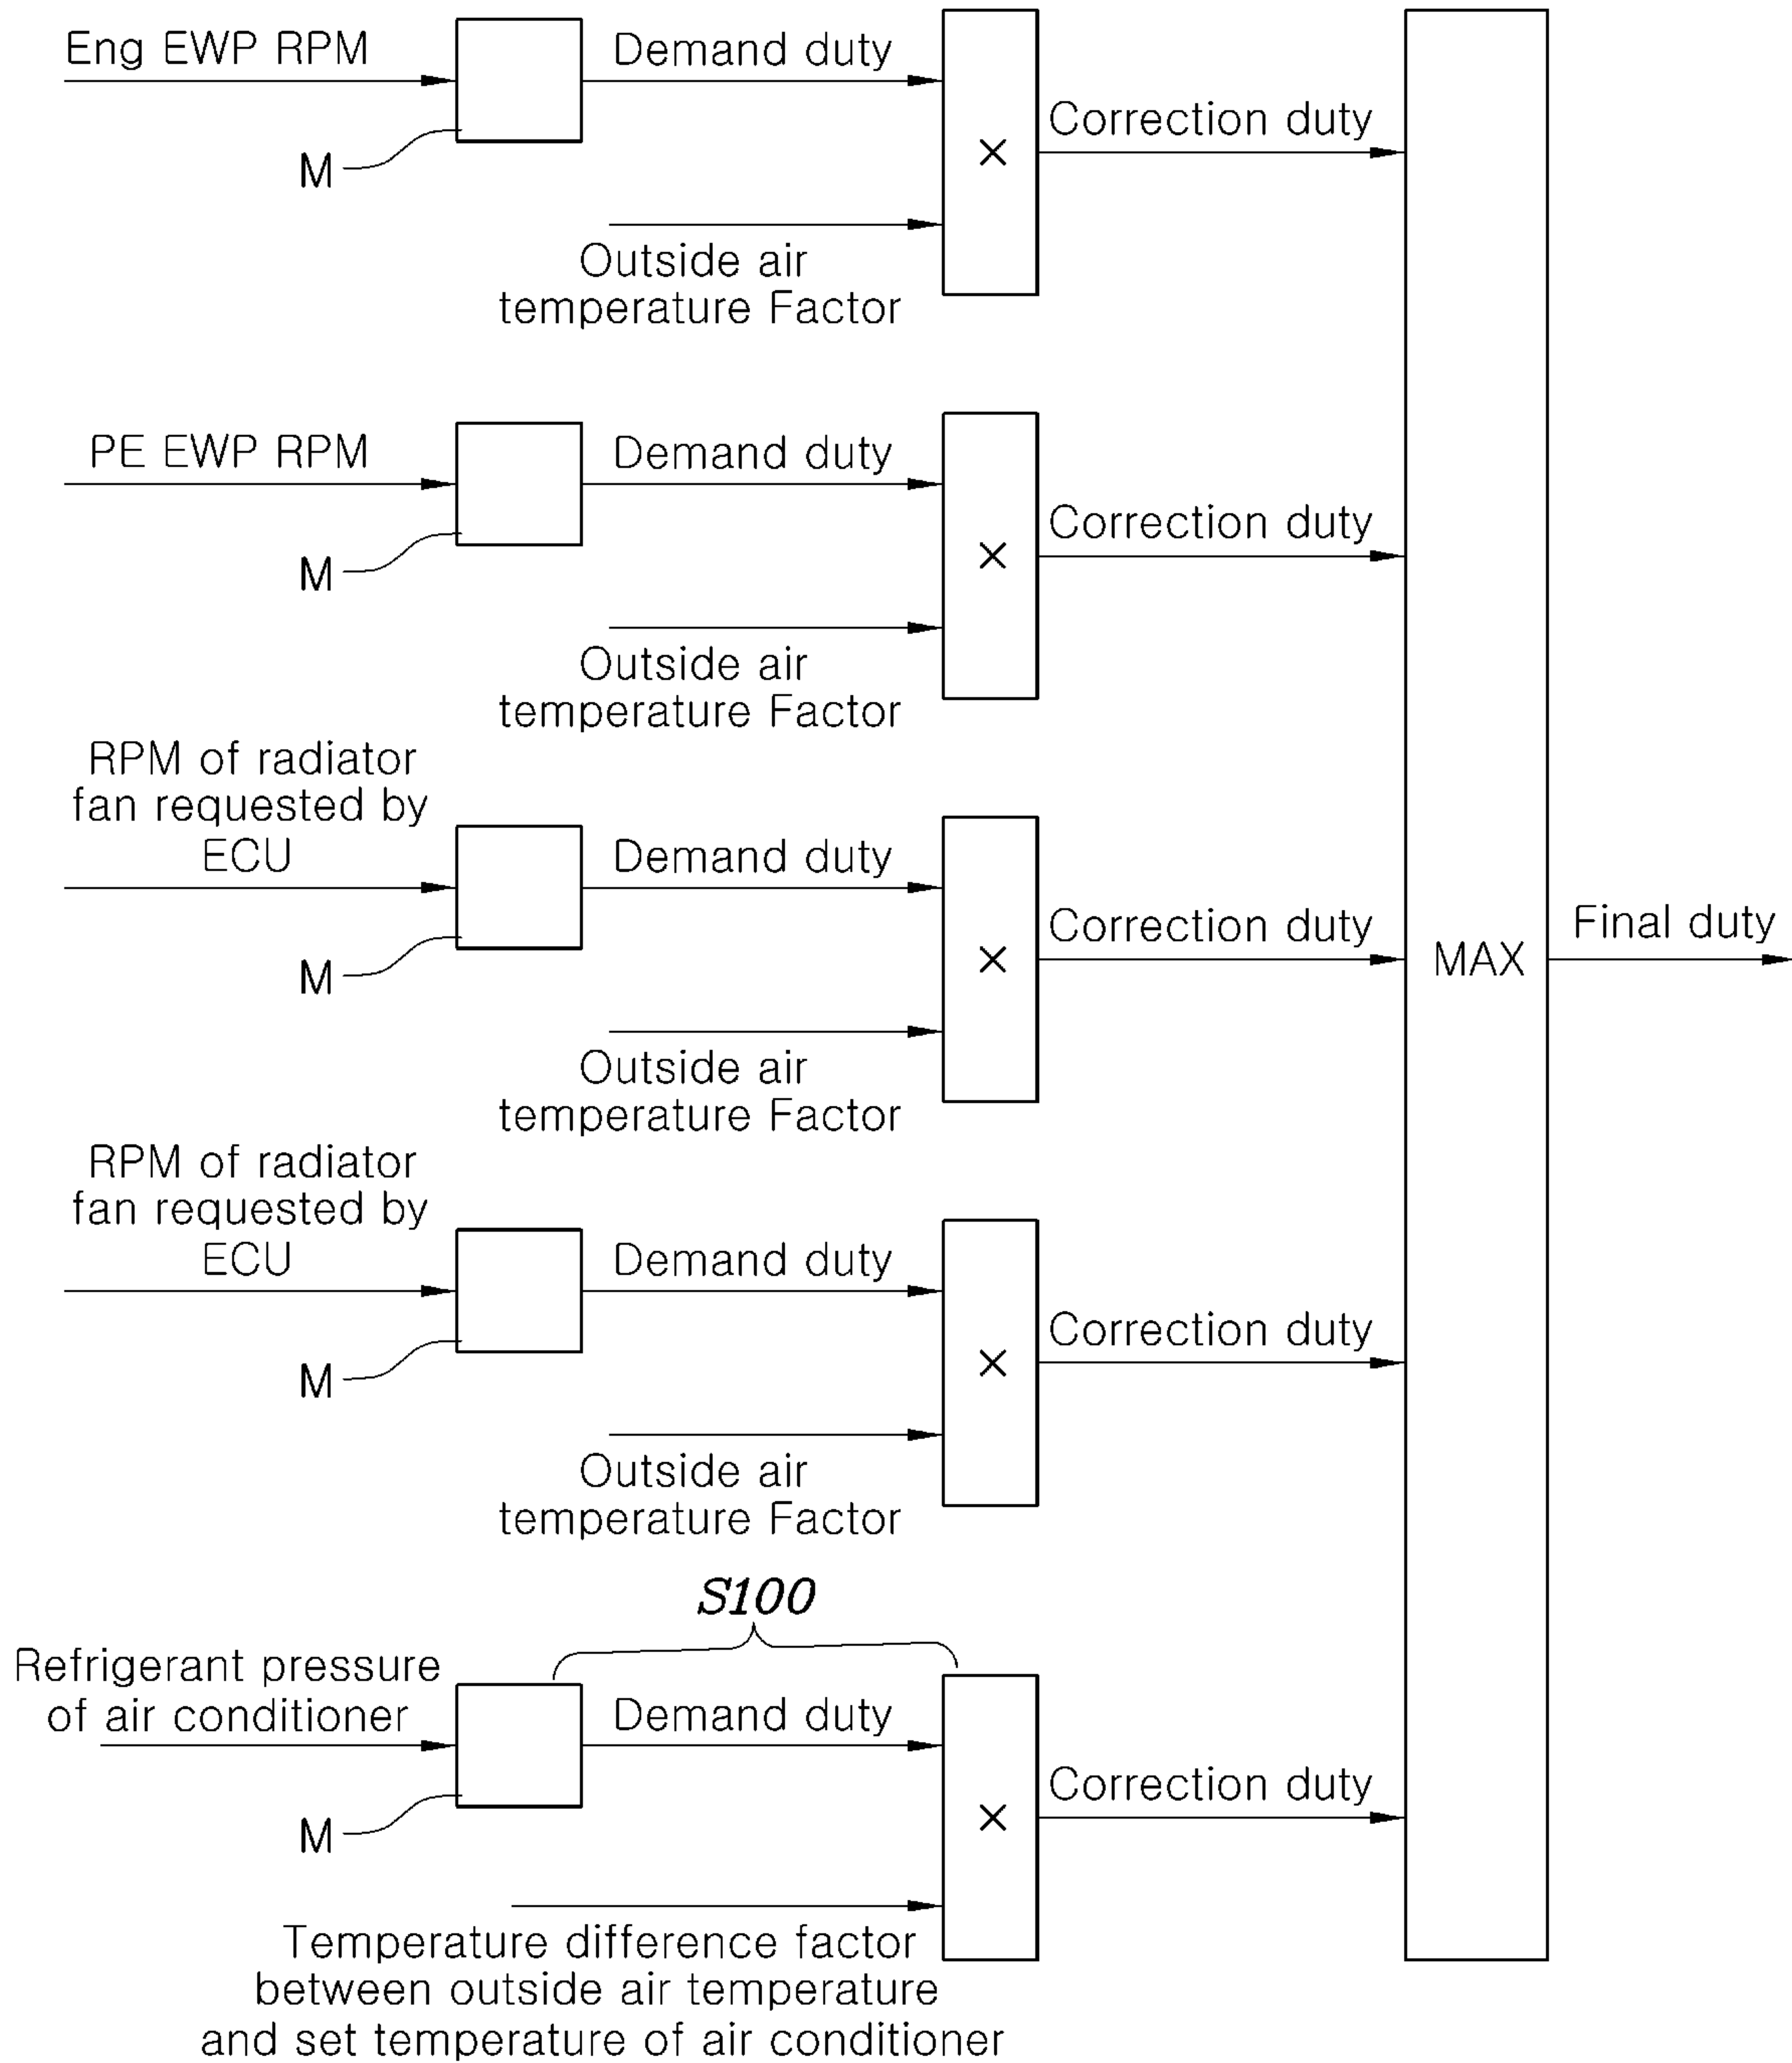 Eng EWP RPM
Demand duty
Correction duty
×
M
Outside air
temperature Factor
PE EWP RPM
Demand duty
Correction duty
×
M
Outside air
temperature Factor
RPM of radiator
fan requested by
ECU
Demand duty
Correction duty
×
M
Outside air
temperature Factor
MAX
Final duty
RPM of radiator
fan requested by
ECU
Demand duty
Correction duty
×
M
Outside air
temperature Factor
S100
Refrigerant pressure
of air conditioner
Demand duty
Correction duty
×
M
Temperature difference factor
between outside air temperature
and set temperature of air conditioner